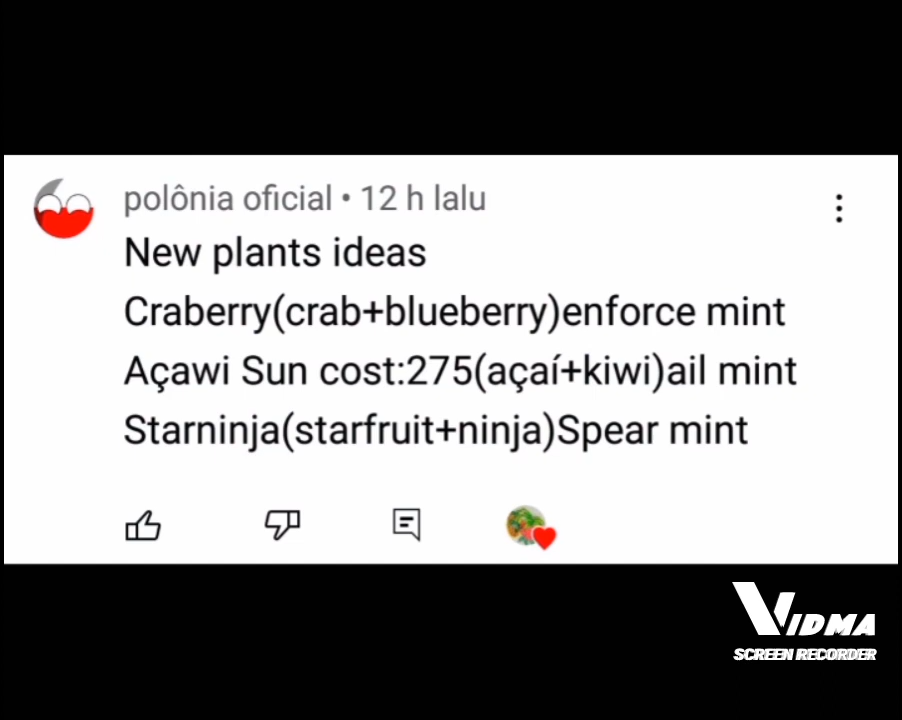 polônia oficial • 12 h lalu
New plants ideas
Craberry(crab+blueberry)enforce mint
Açawi Sun cost:275(açaí+kiwi)ail mint
Starninja(starfruit+ninja)Spear mint
VIDMA
SCREEN RECORDER